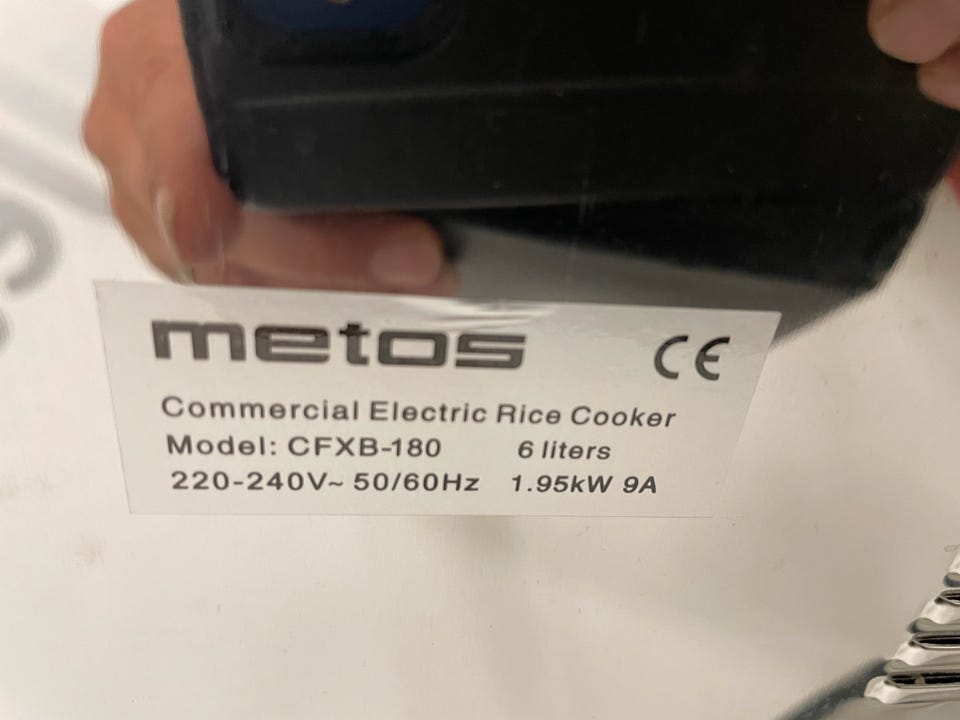 metos CE
Commercial Electric Rice Cooker
Model: CFXB-180 6 liters
220-240V~ 50/60Hz 1.95kW 9A